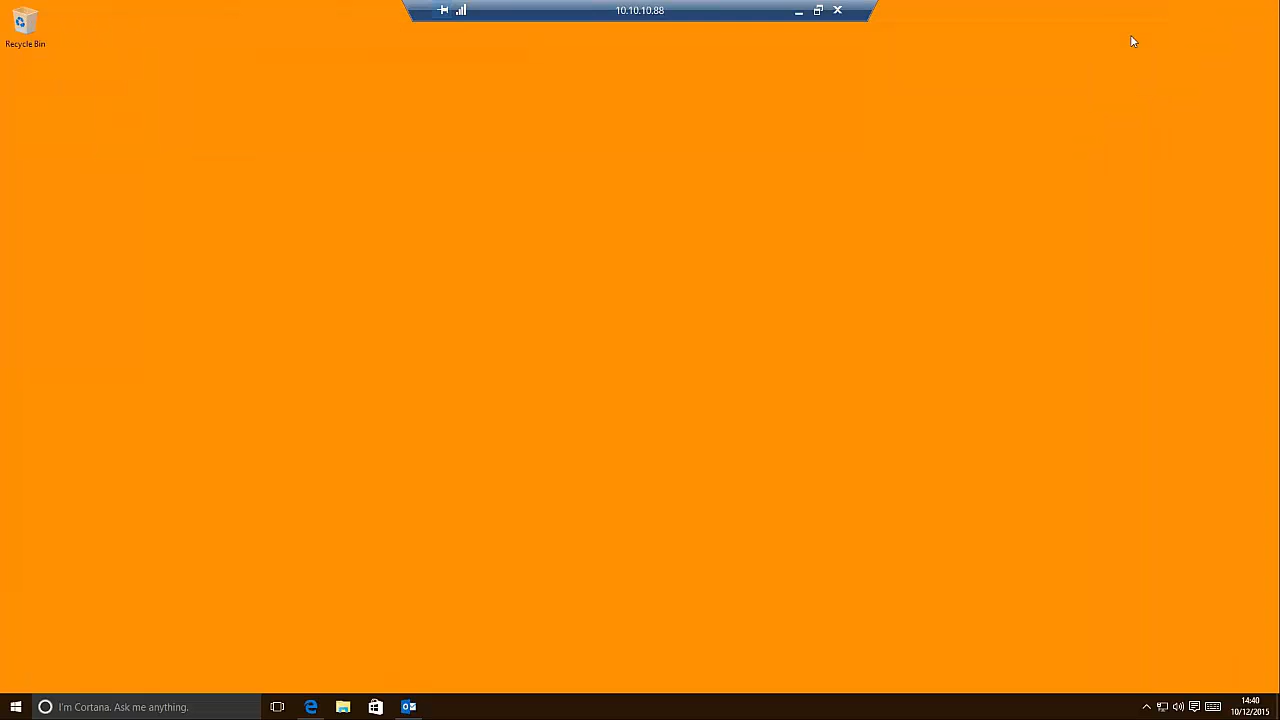 10.10.10.88
Recycle Bin
I'm Cortana. Ask me anything.
14:40
10/12/2015